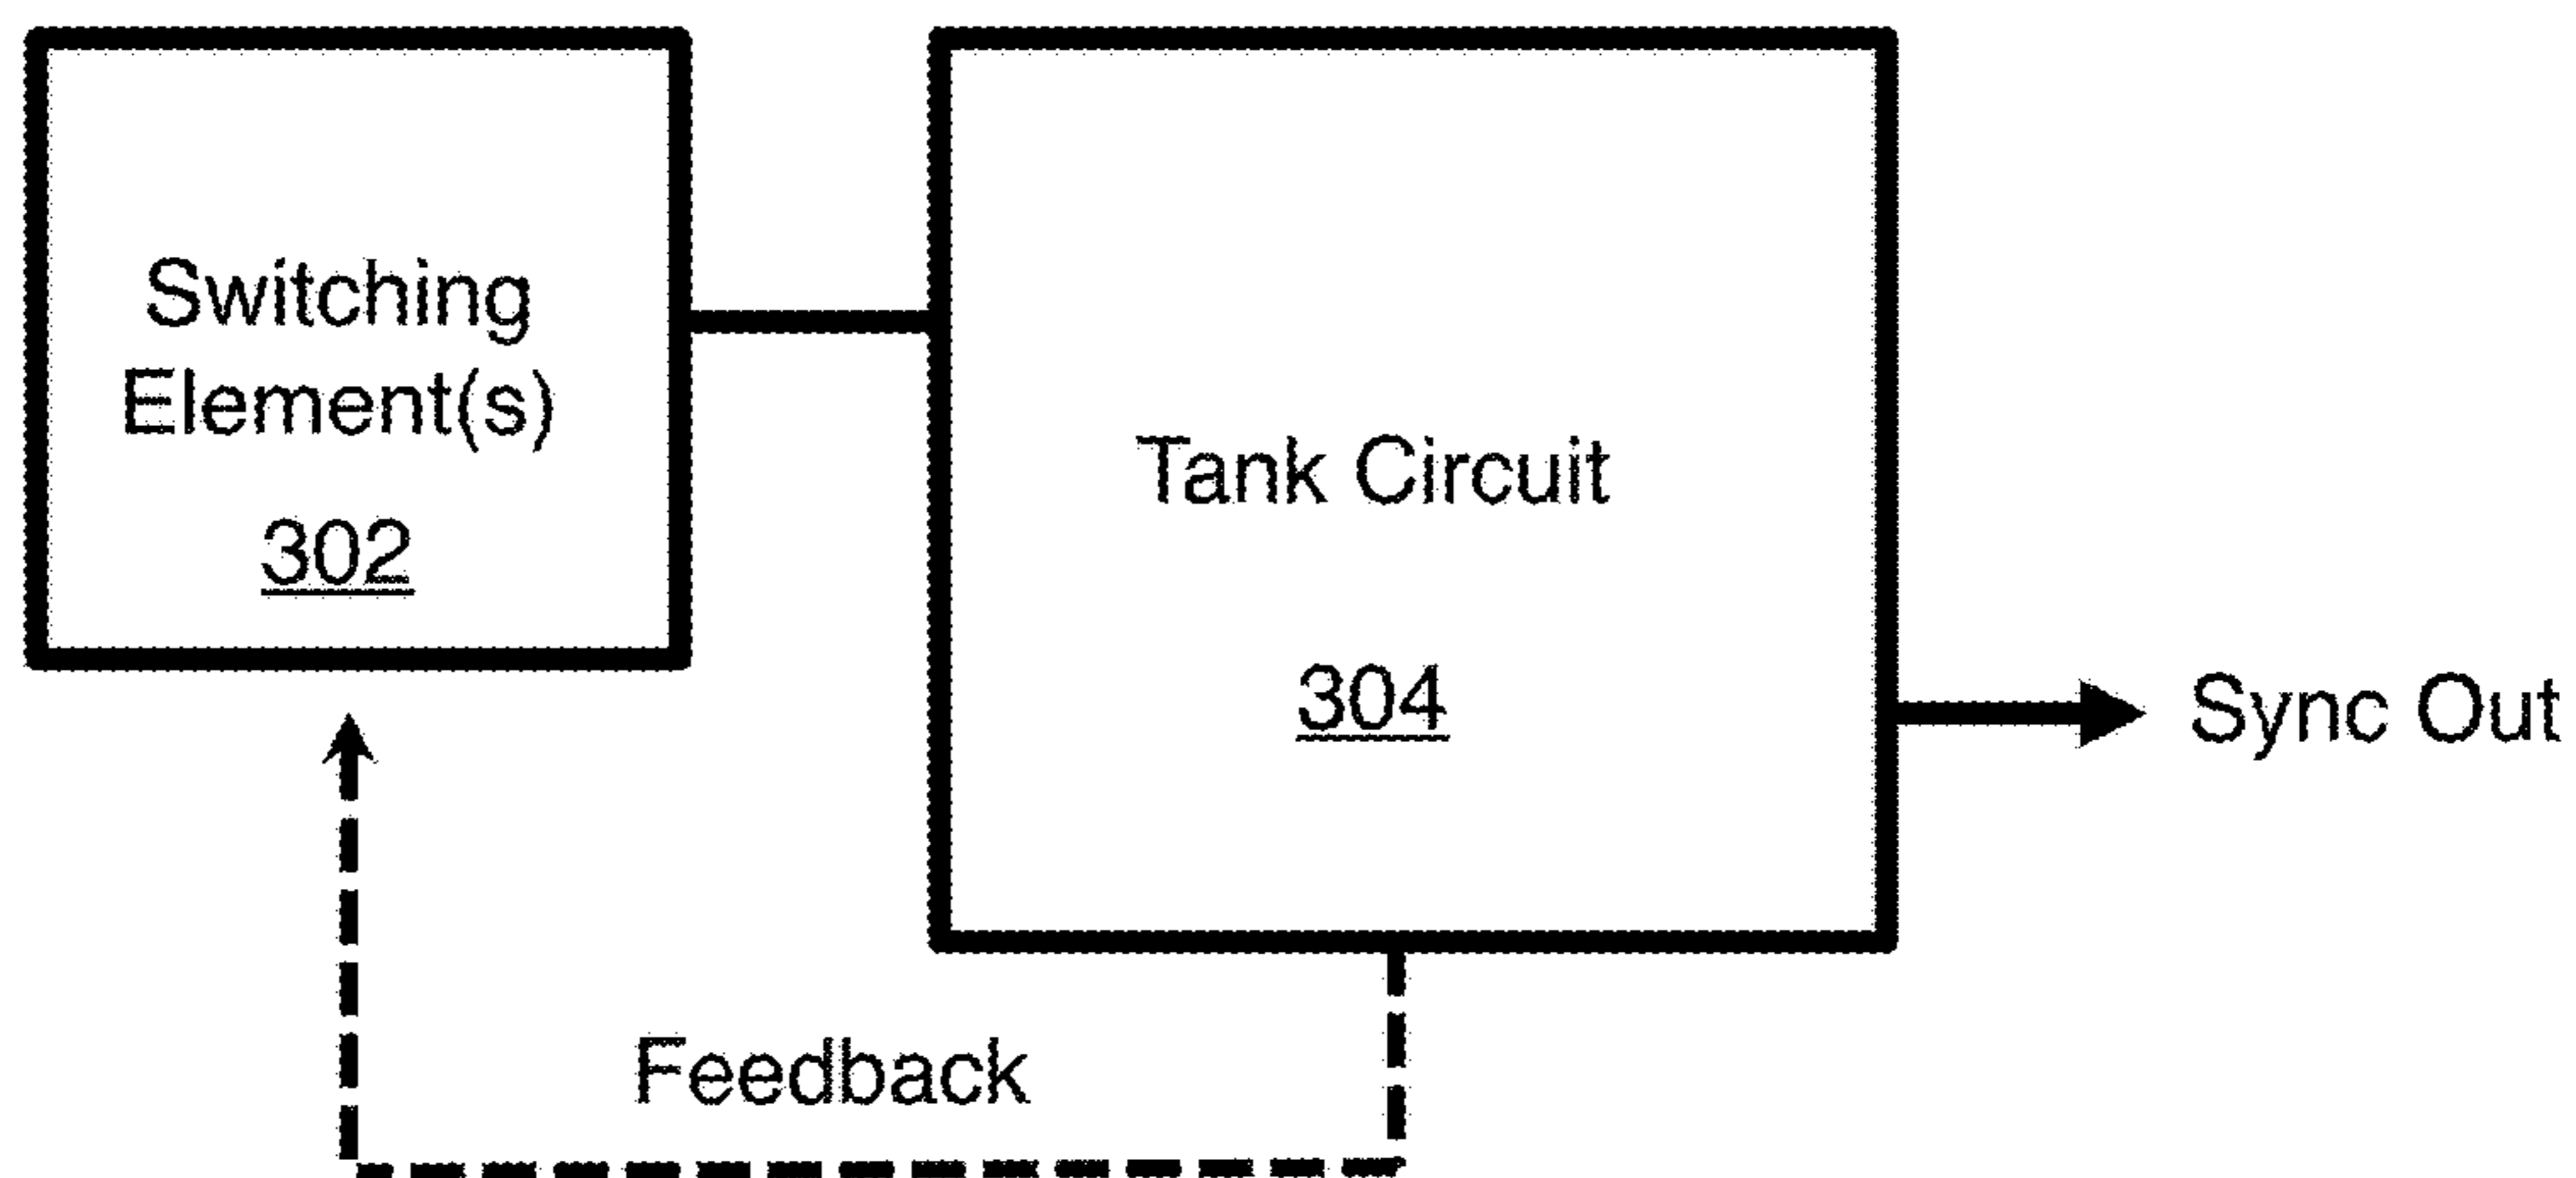 Switching
Element(s)
302
Tank Circuit
304
Sync Out
Feedback